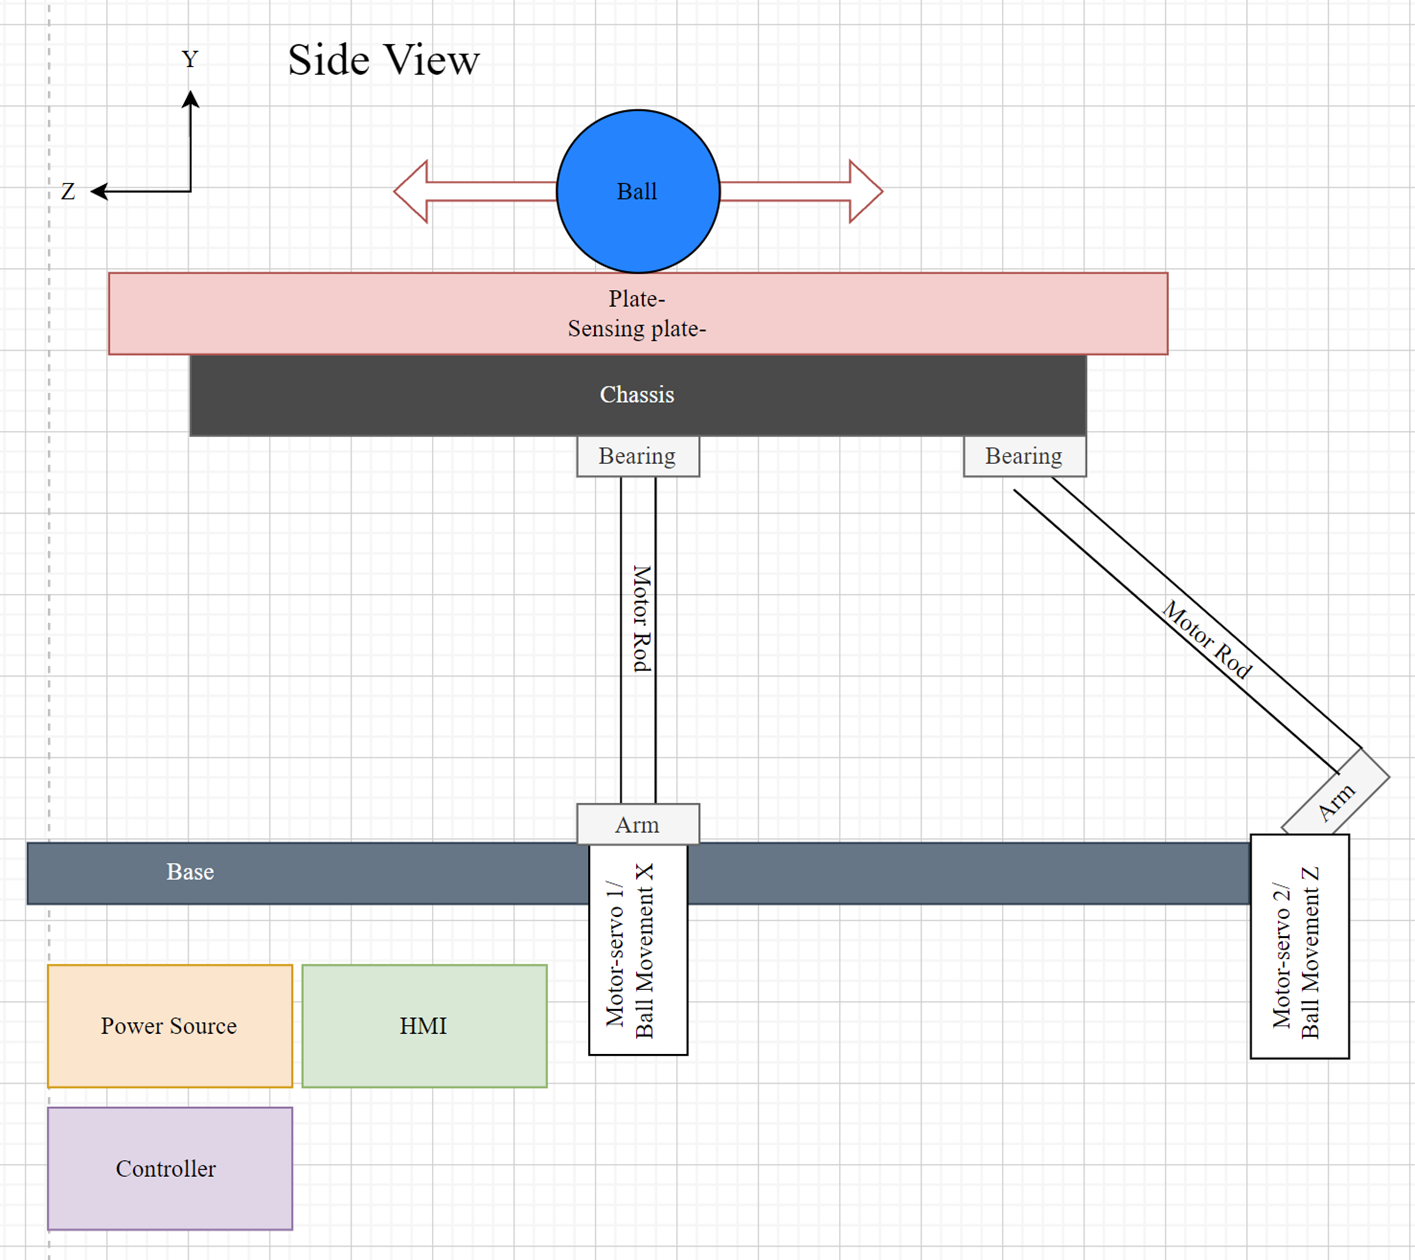 Side View
Y
Z
Ball
Plate-
Sensing plate-
Chassis
Bearing
Bearing
Motor Rod
Motor Rod
Arm
Arm
Base
Motor-servo 1/
Ball Movement X
Motor-servo 2/
Ball Movement Z
Power Source
HMI
Controller